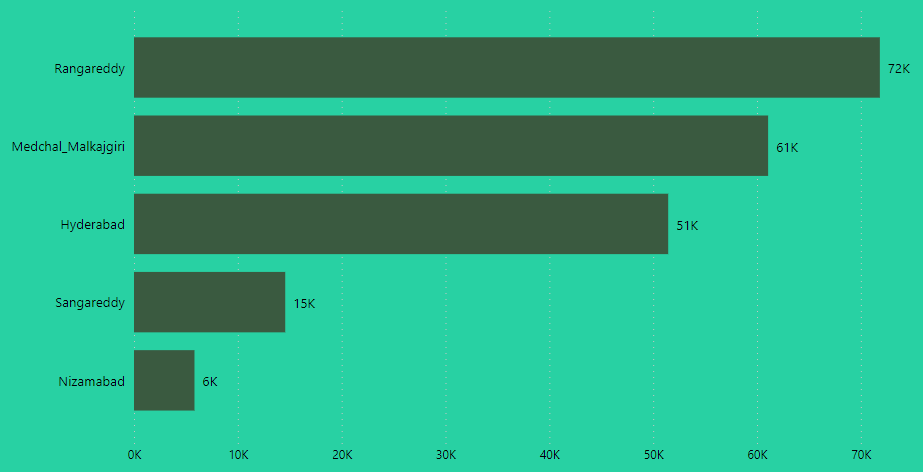 Rangareddy 72K
Medchal_Malkajgiri 61K
Hyderabad 51K
Sangareddy 15K
Nizamabad 6K
0K 10K 20K 30K 40K 50K 60K 70K